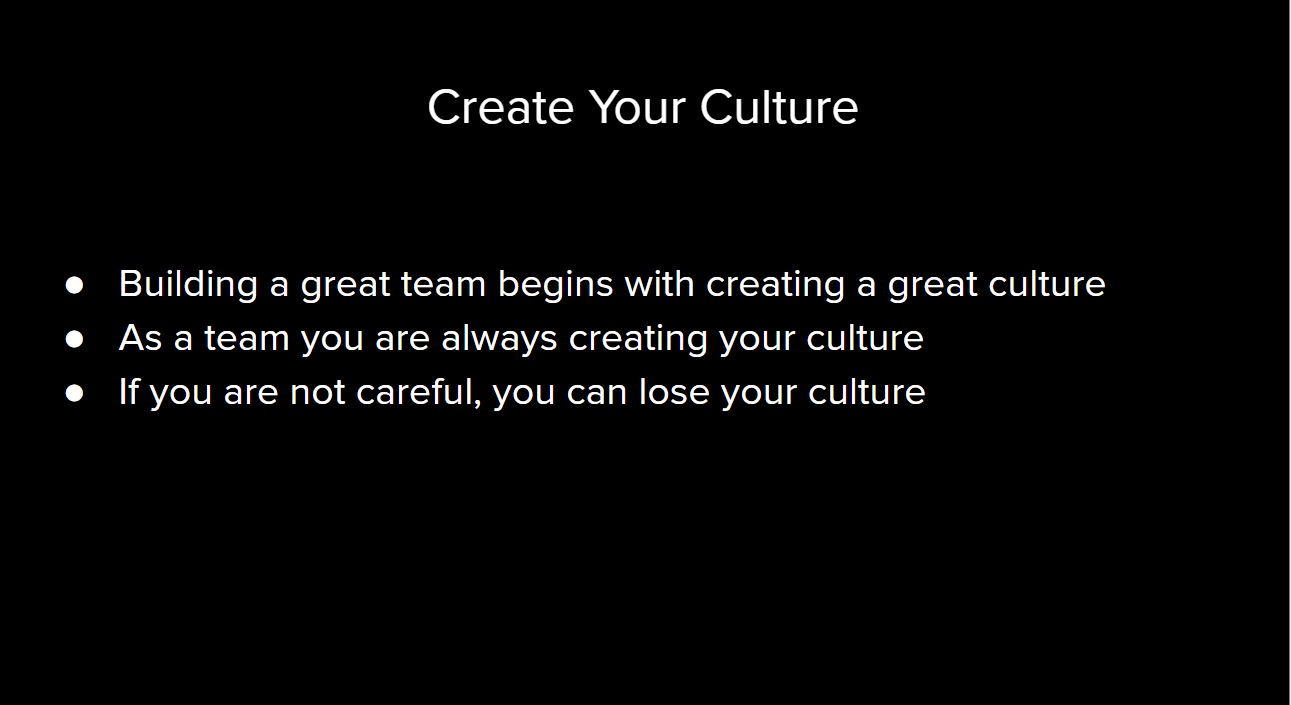 Create Your Culture
● Building a great team begins with creating a great culture
● As a team you are always creating your culture
● If you are not careful, you can lose your culture